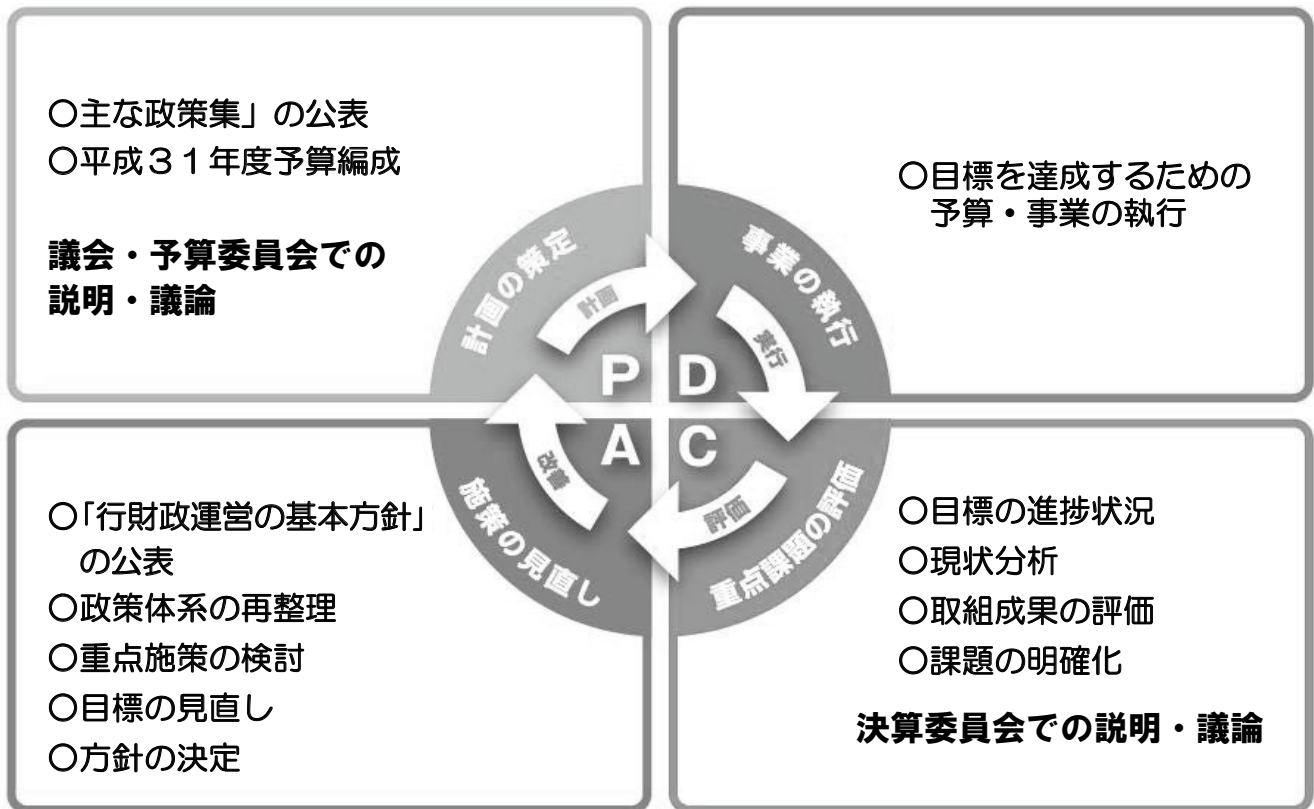 ○主な政策集」の公表
○平成31年度予算編成
議会・予算委員会での
説明・議論
○目標を達成するための
予算・事業の執行
計画の策定
計画
P
事業の執行
実行
D
施策の見直し
改善
A
重点課題の評価
評価
C
○「行財政運営の基本方針」
の公表
○政策体系の再整理
○重点施策の検討
○目標の見直し
○方針の決定
○目標の進捗状況
○現状分析
○取組成果の評価
○課題の明確化
決算委員会での説明・議論